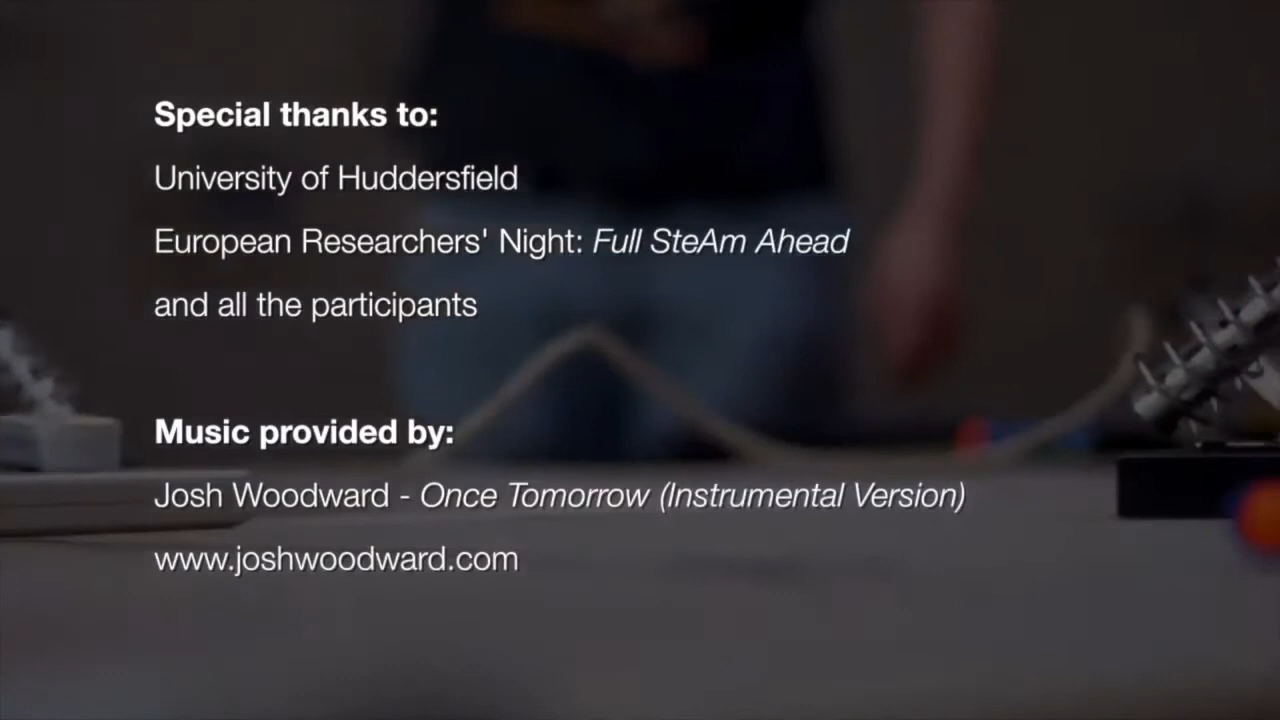 Special thanks to:
University of Huddersfield
European Researchers' Night: Full SteAm Ahead
and all the participants
Music provided by:
Josh Woodward - Once Tomorrow (Instrumental Version)
www.joshwoodward.com